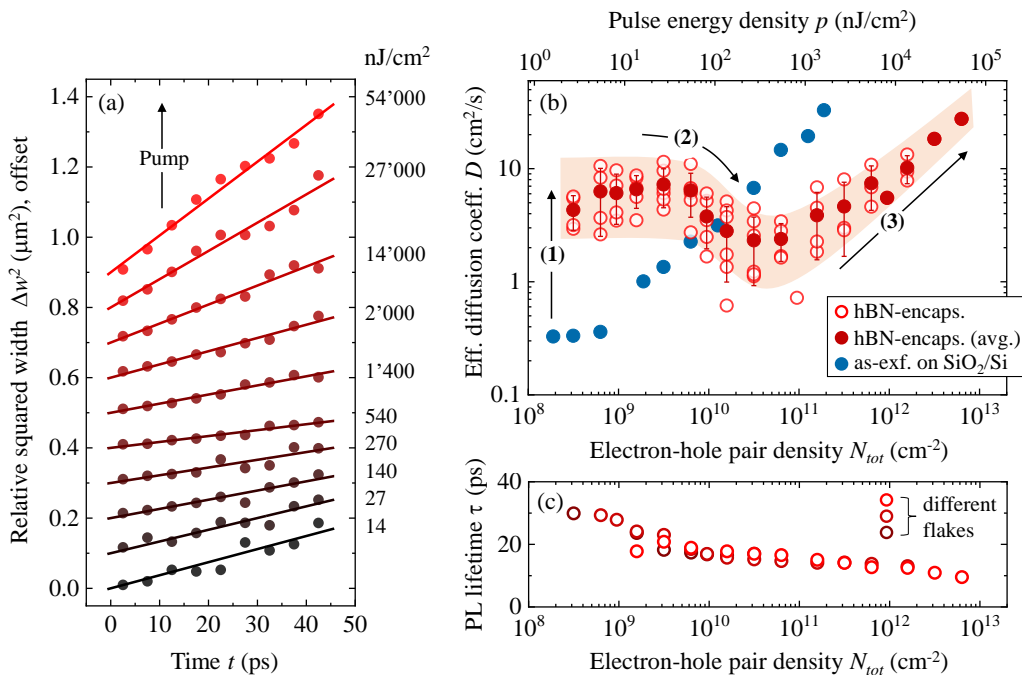 nJ/cm²
(a)
Pump
Relative squared width Δw² (μm²), offset
1.4
1.2
1.0
0.8
0.6
0.4
0.2
0.0
54’000
27’000
14’000
2’000
1’400
540
270
140
27
14
0 10 20 30 40 50
Time t (ps)
Pulse energy density p (nJ/cm²)
10⁰ 10¹ 10² 10³ 10⁴ 10⁵
(b)
Eff. diffusion coeff. D (cm²/s)
10
1
0.1
(1)
(2)
(3)
hBN-encaps.
hBN-encaps. (avg.)
as-exf. on SiO₂/Si
10⁸ 10⁹ 10¹⁰ 10¹¹ 10¹² 10¹³
Electron-hole pair density Nₜₒₜ (cm⁻²)
(c)
PL lifetime τ (ps)
40
20
0
different
flakes
10⁸ 10⁹ 10¹⁰ 10¹¹ 10¹² 10¹³
Electron-hole pair density Nₜₒₜ (cm⁻²)